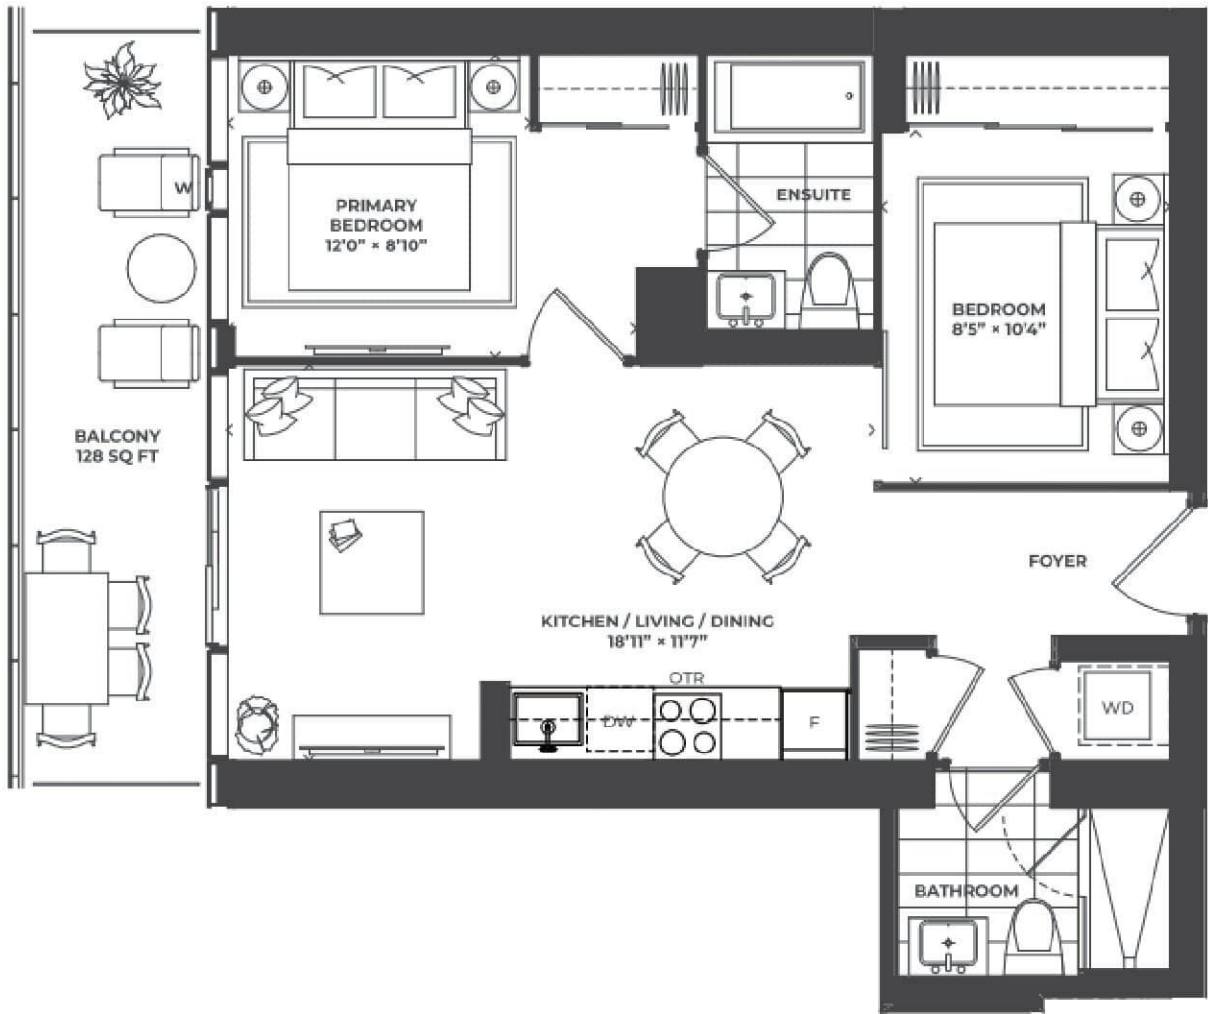 W
PRIMARY
BEDROOM
12'0" × 8'10"
ENSUITE
BEDROOM
8'5" × 10'4"
BALCONY
128 SQ FT
FOYER
KITCHEN / LIVING / DINING
18'11" × 11'7"
OTR
DW
F
WD
BATHROOM